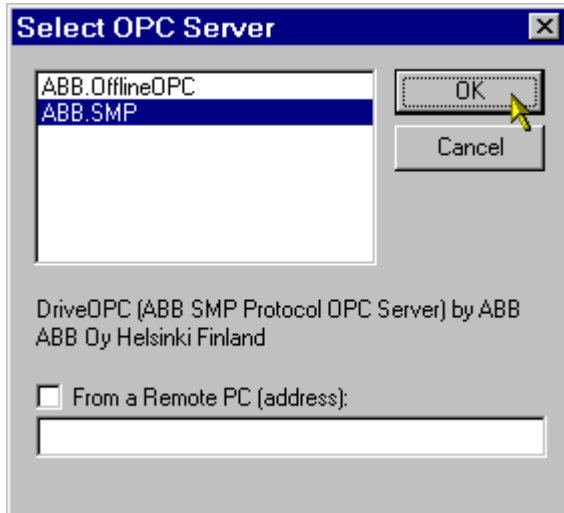 Select OPC Server
ABB.OfflineOPC
ABB.SMP
OK
Cancel
DriveOPC (ABB SMP Protocol OPC Server) by ABB
ABB Oy Helsinki Finland
From a Remote PC (address):